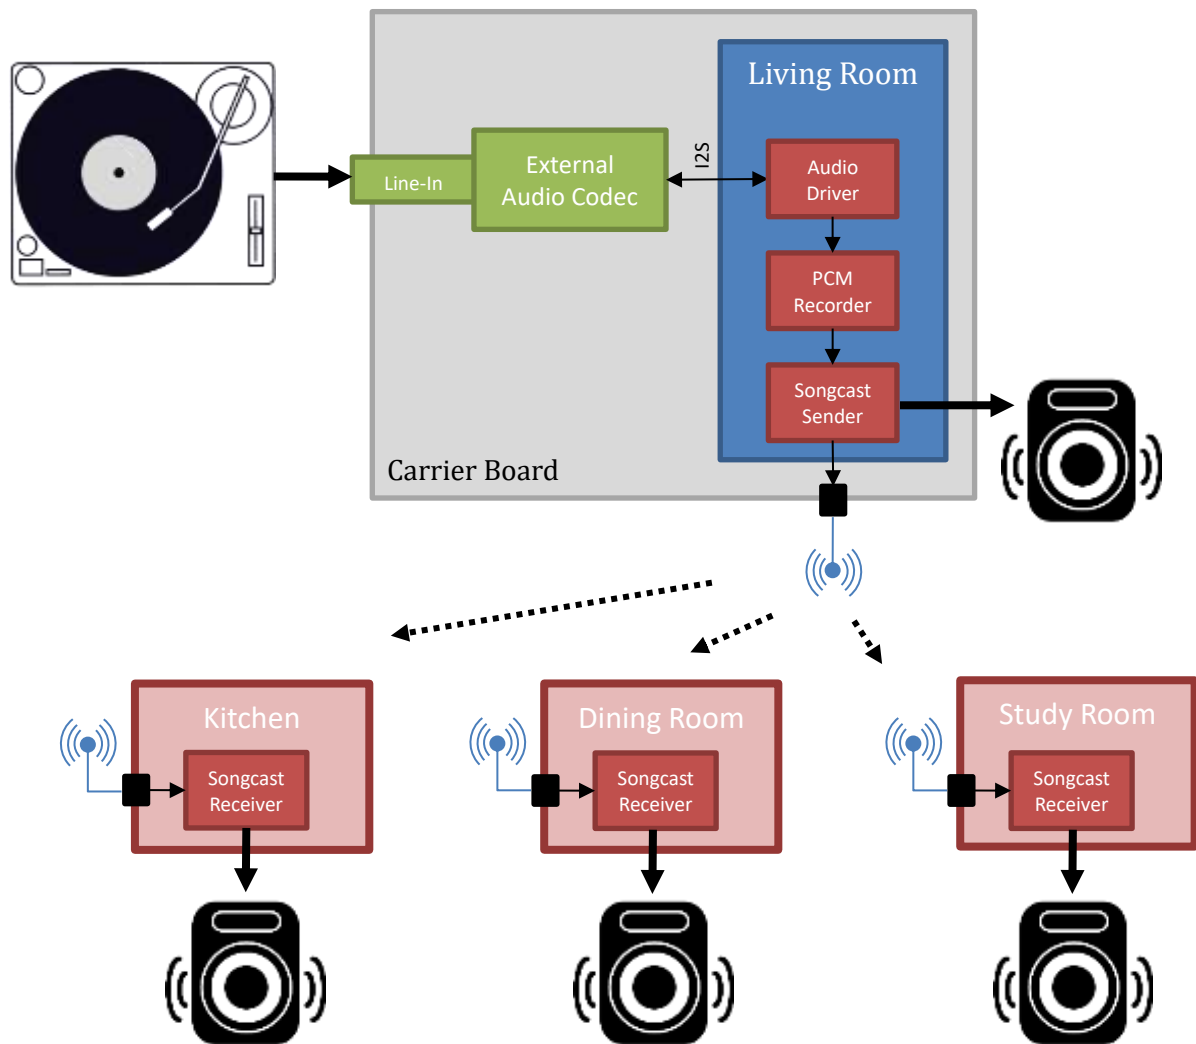 Living Room
External
Audio Codec
Line-In
I2S
Audio
Driver
PCM
Recorder
Songcast
Sender
Carrier Board
Kitchen
Songcast
Receiver
Dining Room
Songcast
Receiver
Study Room
Songcast
Receiver